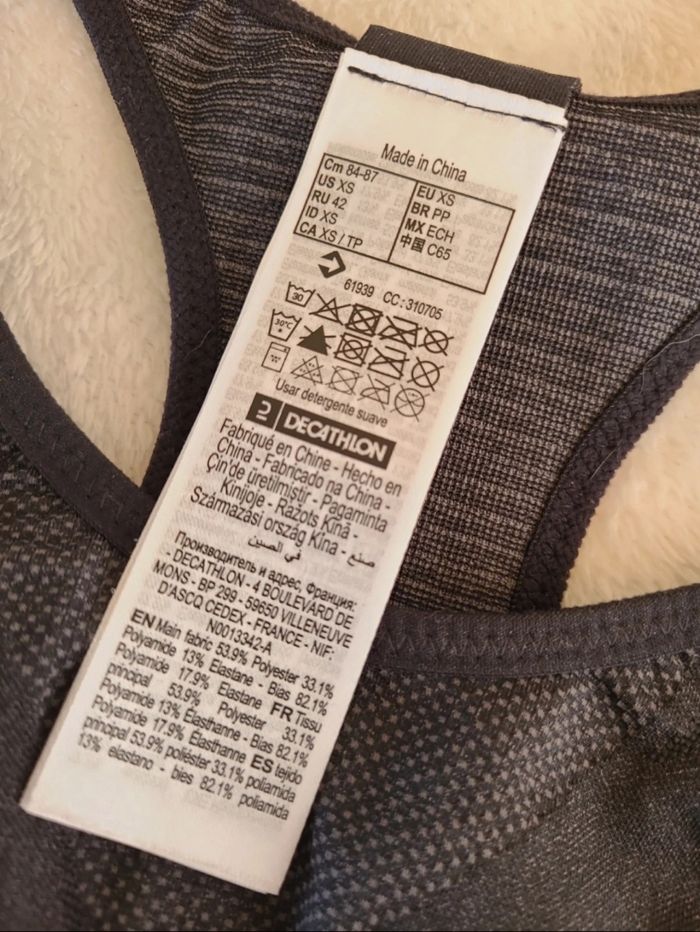 Made in China
Cm 84-87
US XS
RU 42
ID XS
CA XS / TP
EU XS
BR PP
MX ECH
中国 C65
61939 CC : 310705
30
30°C
Usar detergente suave
DECATHLON
Fabriqué en Chine - Hecho en
China - Fabricado na China -
Çin'de üretilmiştir - Pagaminta
Kinijoje - Ražots Ķīnā -
Származási ország Kína - صنع
في الصين
Производитель и адрес, Франция:
- DECATHLON - 4 BOULEVARD DE
MONS - BP 299 - 59650 VILLENEUVE
D'ASCQ CEDEX - FRANCE - NIF:
N0013342-A
EN Main fabric 53.9% Polyester 33.1%
Polyamide 13% Elastane - Bias 82.1%
Polyamide 17.9% Elastane FR Tissu
principal 53.9% Polyester 33.1%
Polyamide 13% Élasthanne - Bias 82.1%
Polyamide 17.9% Élasthanne ES tejido
principal 53.9% poliéster 33.1% poliamida
13% elastano - bies 82.1% poliamida